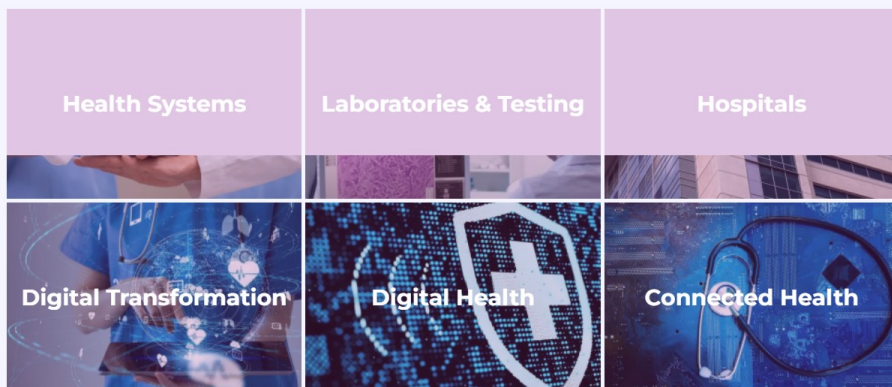 Health Systems
Laboratories & Testing
Hospitals
Digital Transformation
Digital Health
Connected Health